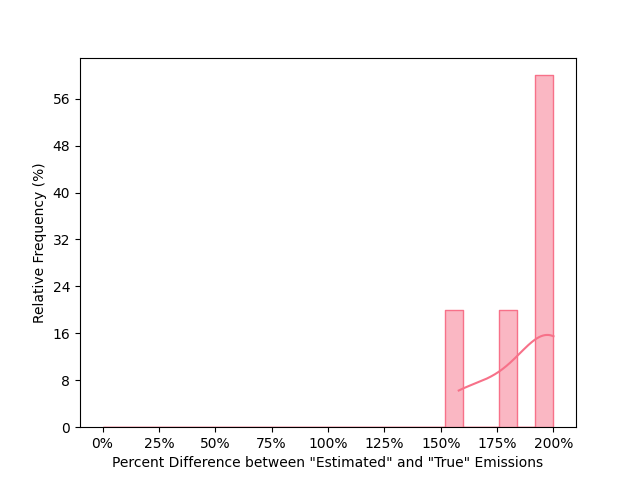 56
48
40
32
24
16
8
0
Relative Frequency (%)
0% 25% 50% 75% 100% 125% 150% 175% 200%
Percent Difference between "Estimated" and "True" Emissions